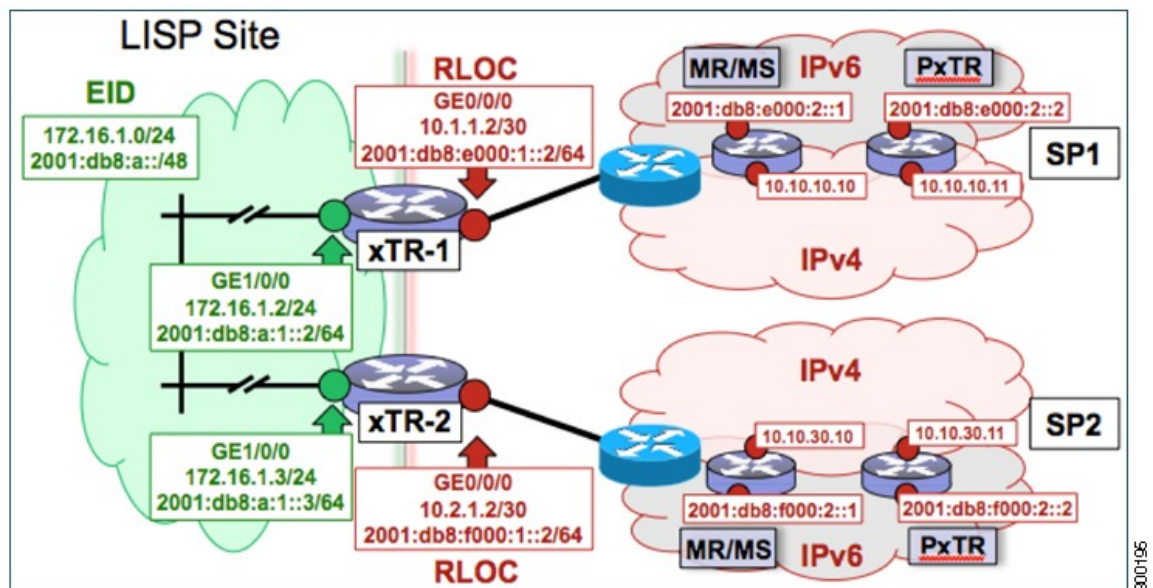 LISP Site
EID
172.16.1.0/24
2001:db8:a::/48
RLOC
GE0/0/0
10.1.1.2/30
2001:db8:e000:1::2/64
xTR-1
GE1/0/0
172.16.1.2/24
2001:db8:a:1::2/64
MR/MS
IPv6
PxTR
2001:db8:e000:2::1
2001:db8:e000:2::2
SP1
10.10.10.10
10.10.10.11
IPv4
xTR-2
GE1/0/0
172.16.1.3/24
2001:db8:a:1::3/64
GE0/0/0
10.2.1.2/30
2001:db8:f000:1::2/64
RLOC
IPv4
SP2
10.10.30.10
10.10.30.11
2001:db8:f000:2::1
2001:db8:f000:2::2
MR/MS
IPv6
PxTR